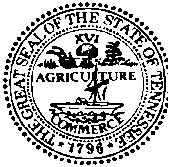 THE GREAT SEAL OF THE STATE OF TENNESSEE
XVI
AGRICULTURE
COMMERCE
1796